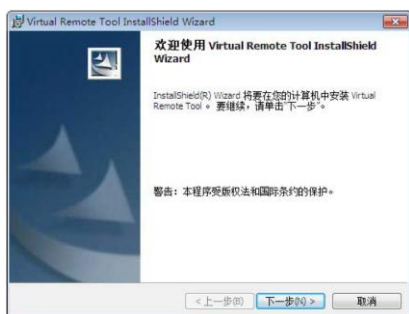 Virtual Remote Tool InstallShield Wizard
欢迎使用 Virtual Remote Tool InstallShield
Wizard
InstallShield(R) Wizard 将要在您的计算机中安装 Virtual
Remote Tool 。 要继续，请单击“下一步”。
警告：本程序受版权法和国际条约的保护。
<上一步(B) 下一步(N) > 取消